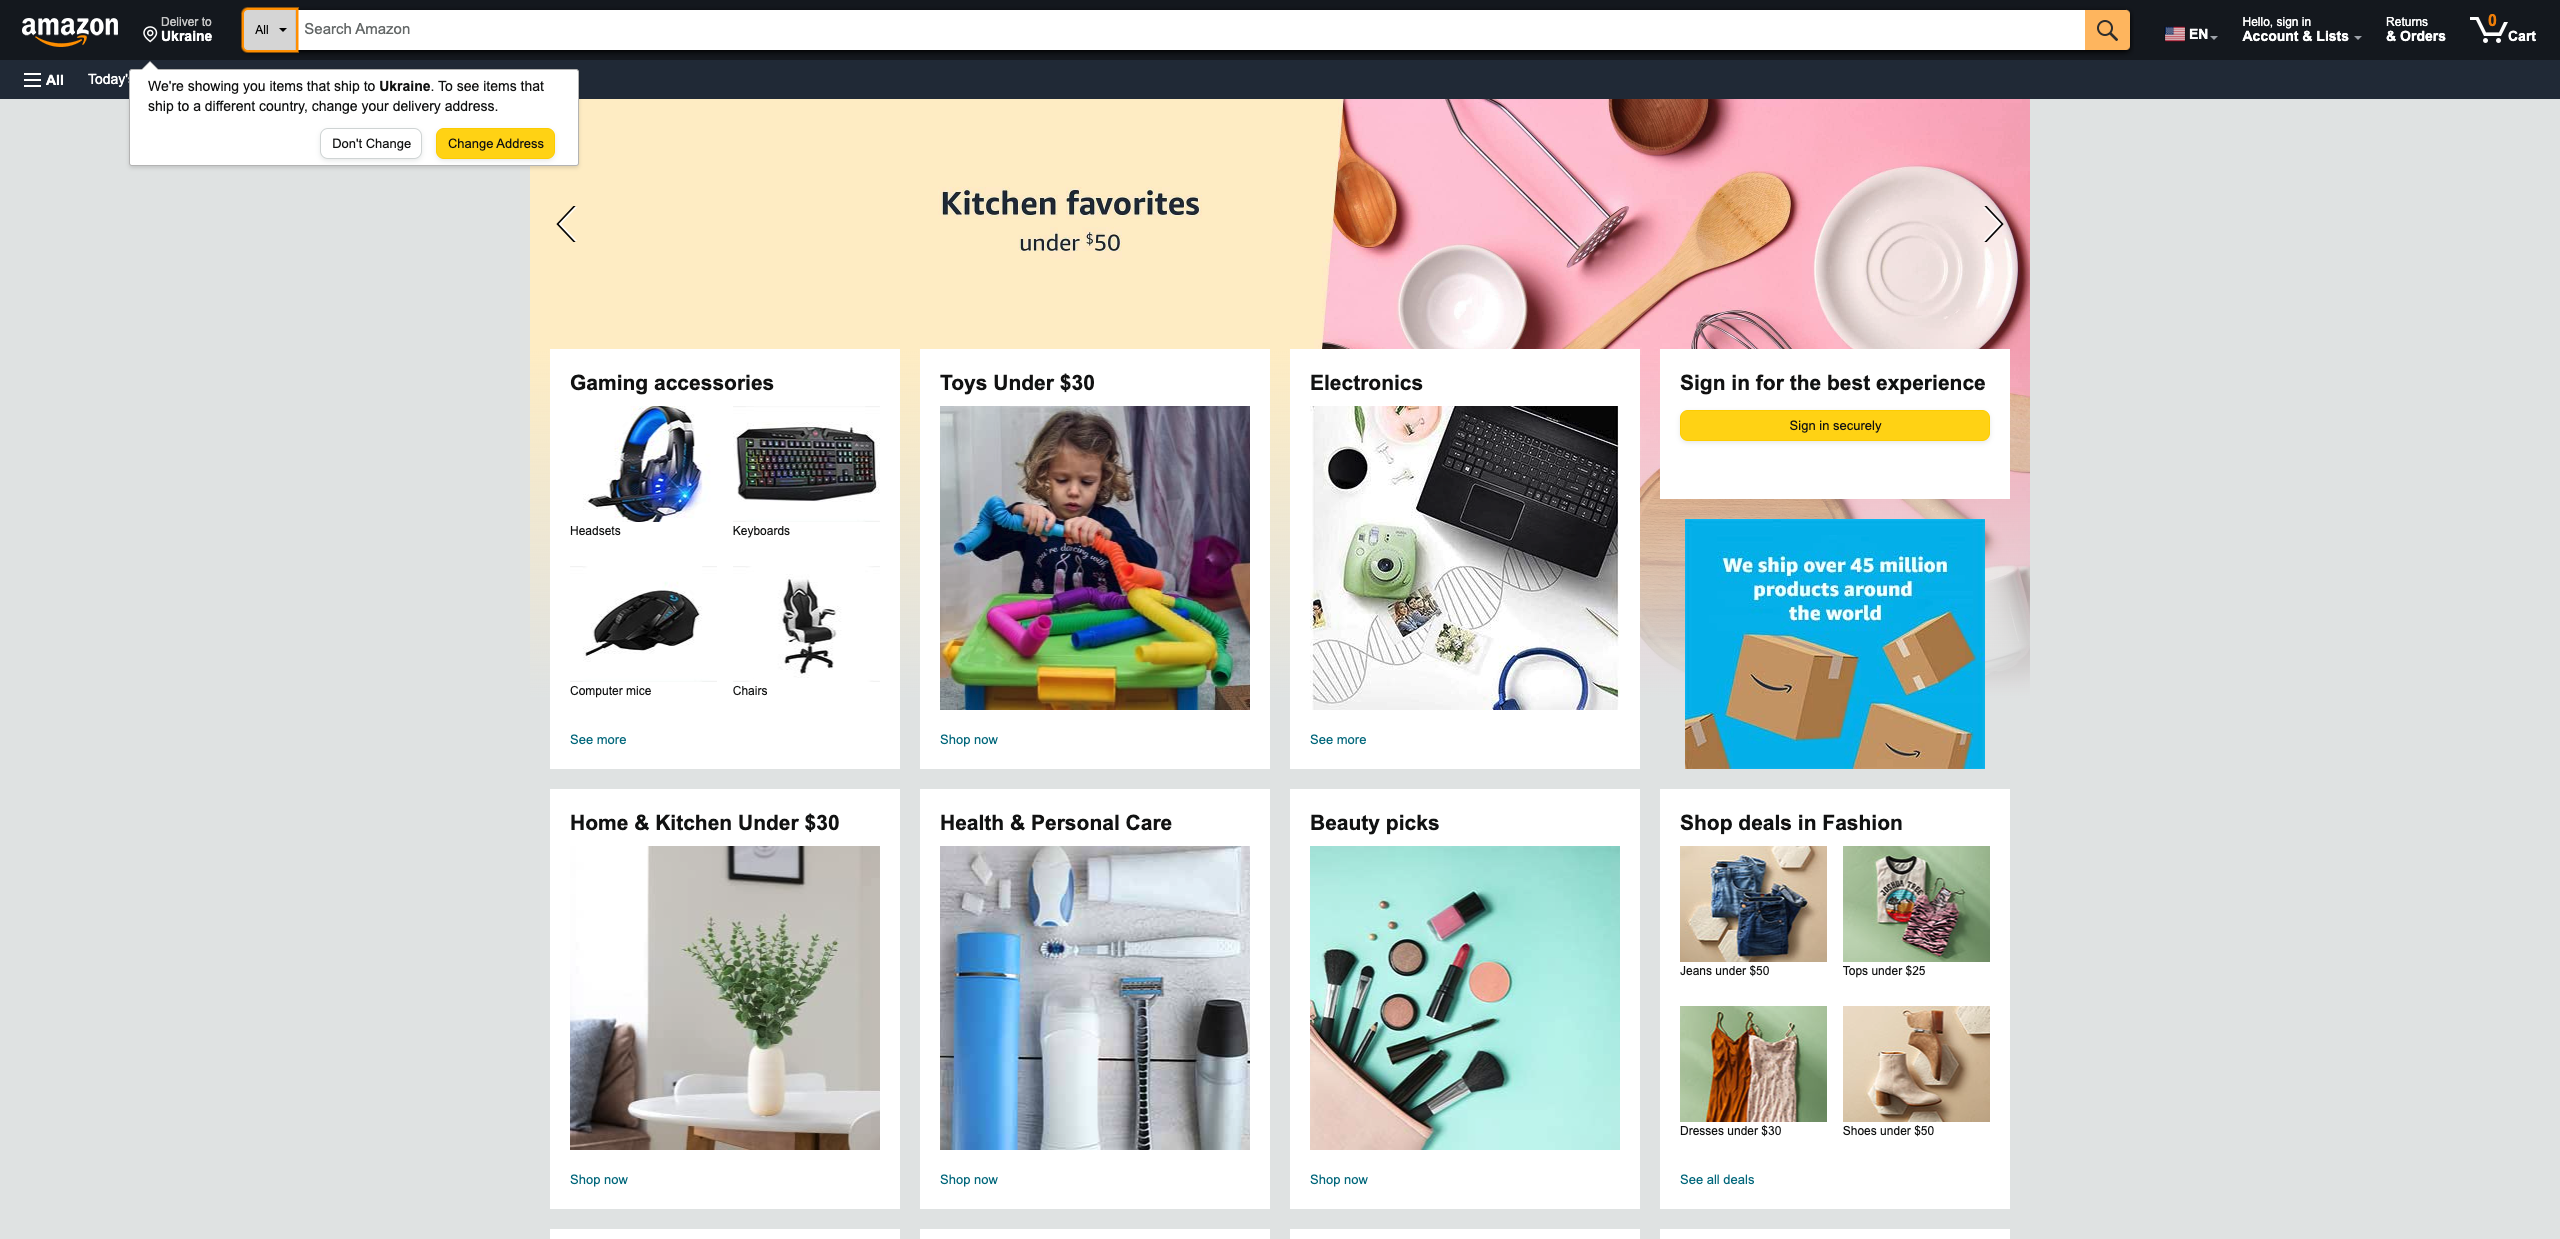 amazon
Deliver to
Ukraine
All
Search Amazon
EN
Hello, sign in
Account & Lists
Returns
& Orders
0
Cart
All
Today's
We're showing you items that ship to Ukraine. To see items that
ship to a different country, change your delivery address.
Don't Change
Change Address
Kitchen favorites
under $50
Gaming accessories
Headsets
Keyboards
Computer mice
Chairs
See more
Toys Under $30
you're dancing with
Shop now
Electronics
See more
Sign in for the best experience
Sign in securely
We ship over 45 million
products around
the world
Home & Kitchen Under $30
Shop now
Health & Personal Care
Shop now
Beauty picks
Shop now
Shop deals in Fashion
JOSHUA TREE
Jeans under $50
Tops under $25
Dresses under $30
Shoes under $50
See all deals